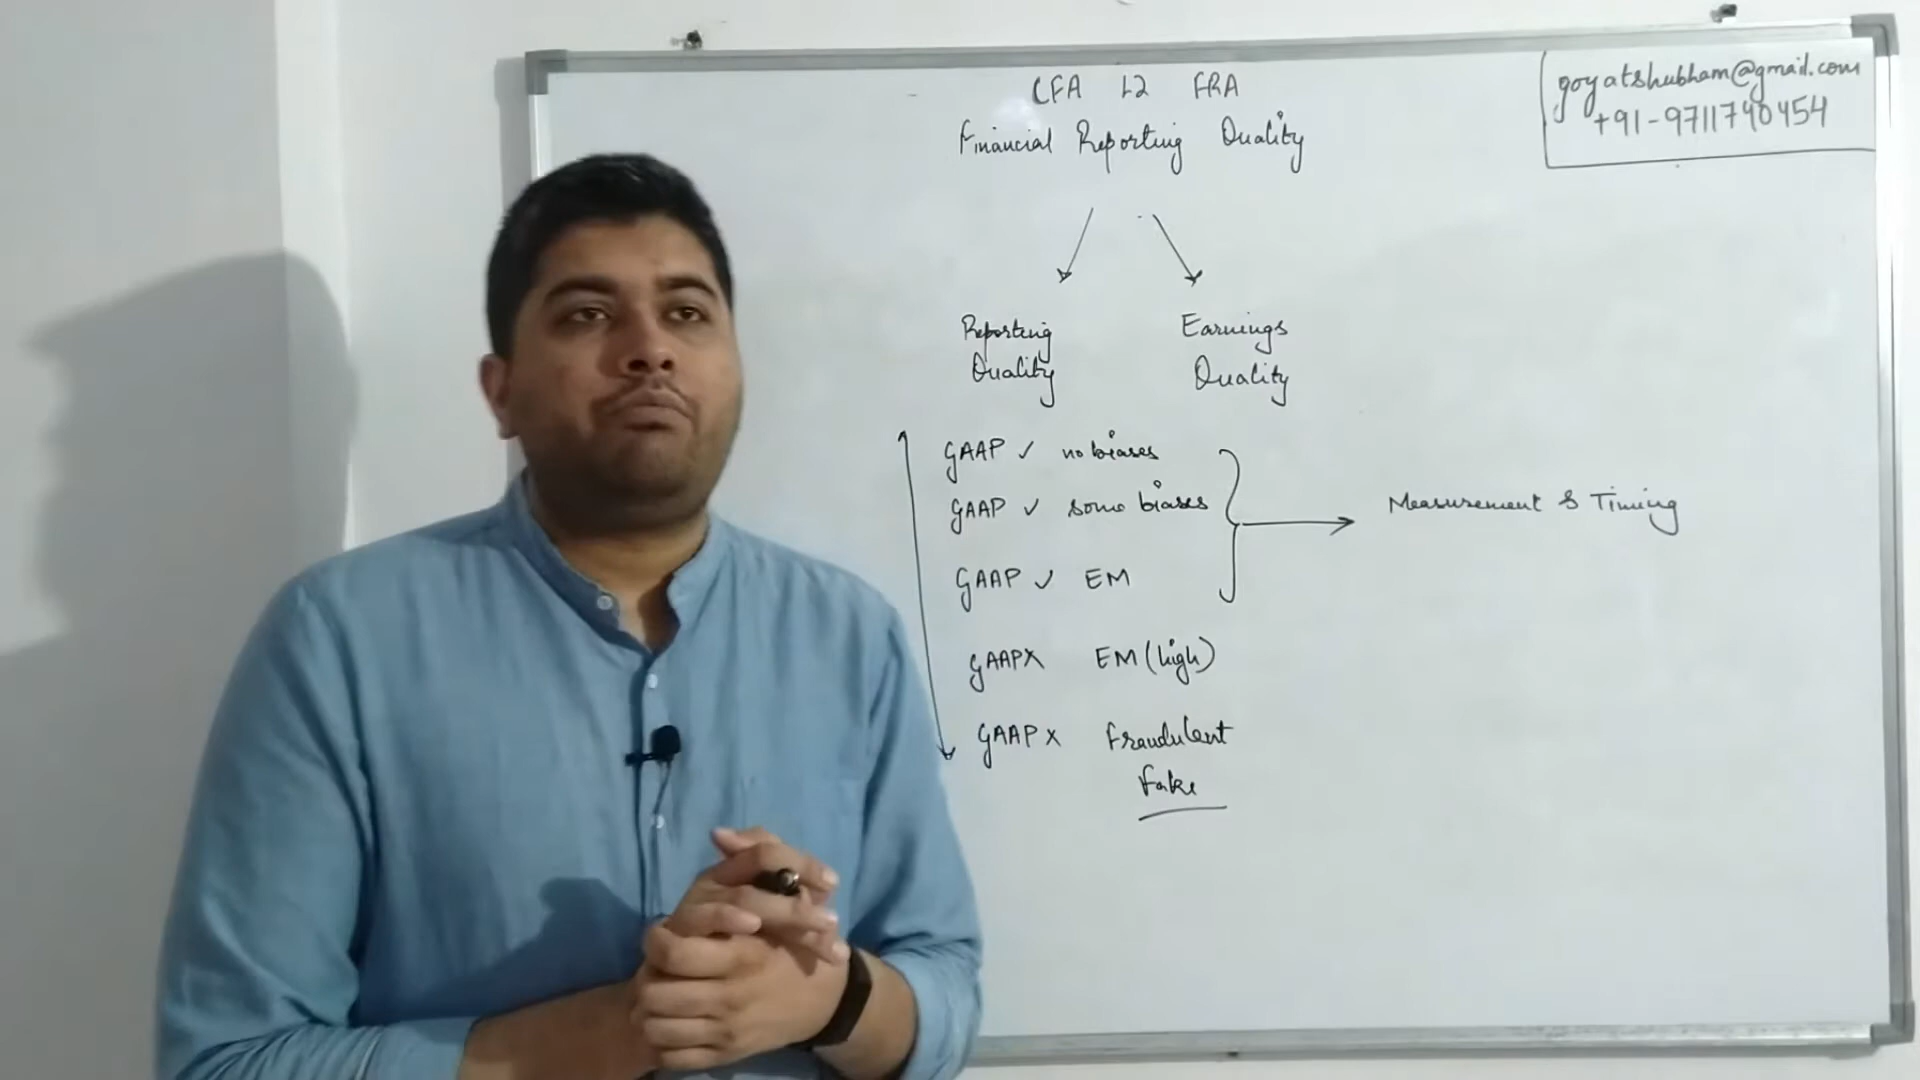 CFA L2 FRA
Financial Reporting Quality
goyatshubham@gmail.com
+91-9711740454
Reporting
Quality
Earnings
Quality
GAAP ✓ no biases
GAAP ✓ some biases
GAAP ✓ EM
GAAP X EM (high)
GAAP X Fraudulent
Fake
Measurement & Timing